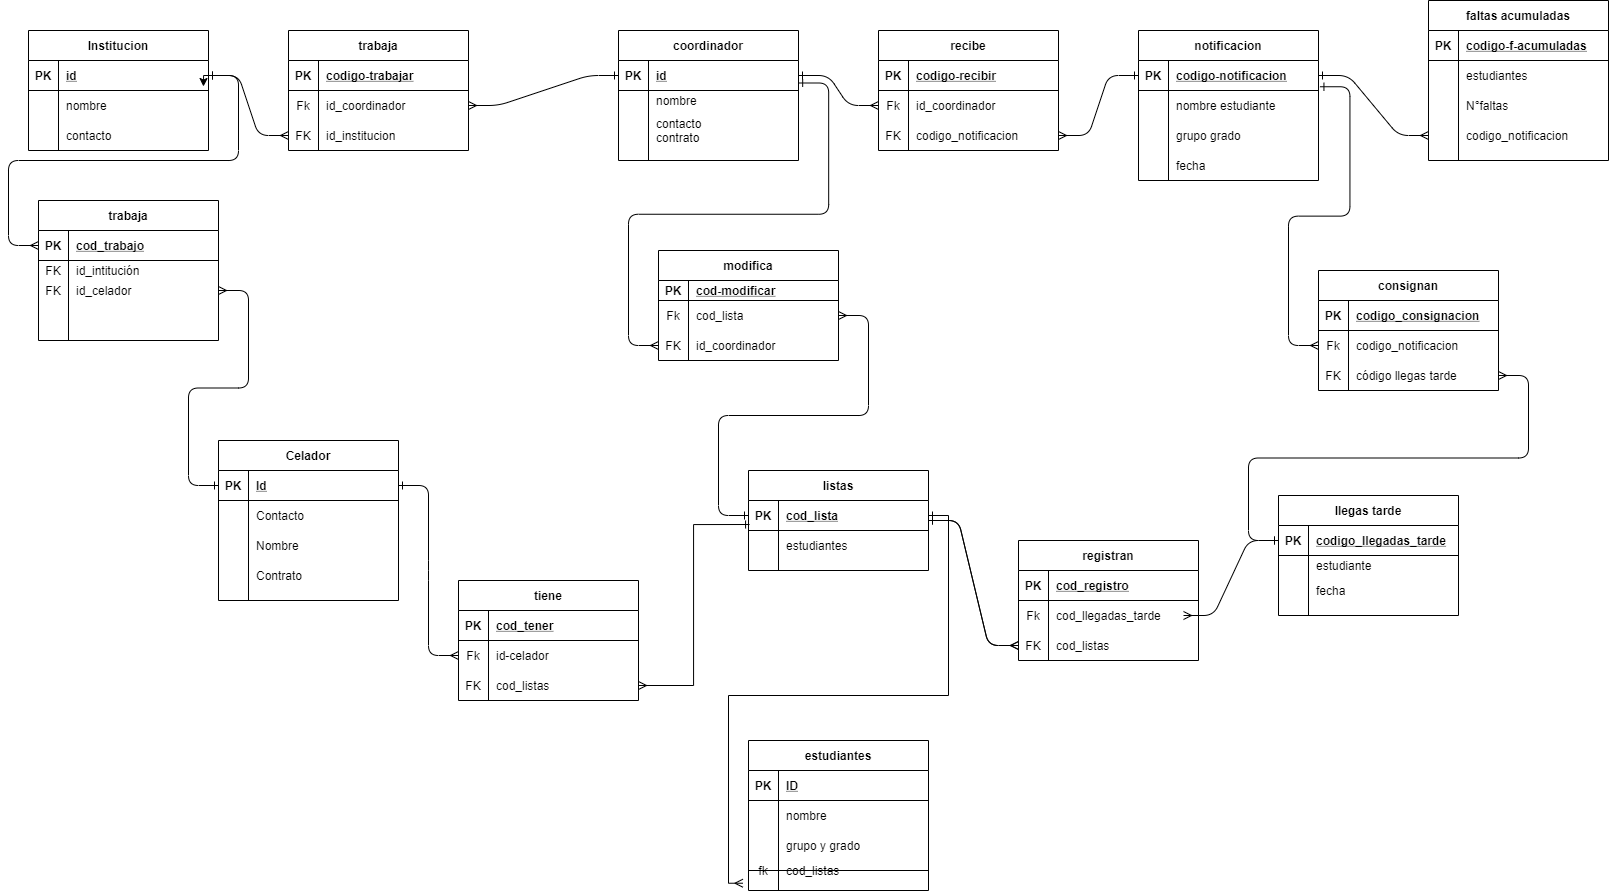 Institucion
PK id
nombre
contacto
trabaja
PK codigo-trabajar
Fk id_coordinador
FK id_institucion
coordinador
PK id
nombre
contacto
contrato
recibe
PK codigo-recibir
Fk id_coordinador
FK codigo_notificacion
notificacion
PK codigo-notificacion
nombre estudiante
grupo grado
fecha
faltas acumuladas
PK codigo-f-acumuladas
estudiantes
N°faltas
codigo_notificacion
trabaja
PK cod_trabajo
FK id_intitución
FK id_celador
modifica
PK cod-modificar
Fk cod_lista
FK id_coordinador
consignan
PK codigo_consignacion
Fk codigo_notificacion
FK código llegas tarde
Celador
PK Id
Contacto
Nombre
Contrato
listas
PK cod_lista
estudiantes
llegas tarde
PK codigo_llegadas_tarde
estudiante
fecha
registran
PK cod_registro
Fk cod_llegadas_tarde
FK cod_listas
tiene
PK cod_tener
Fk id-celador
FK cod_listas
estudiantes
PK ID
nombre
grupo y grado
fk cod_listas